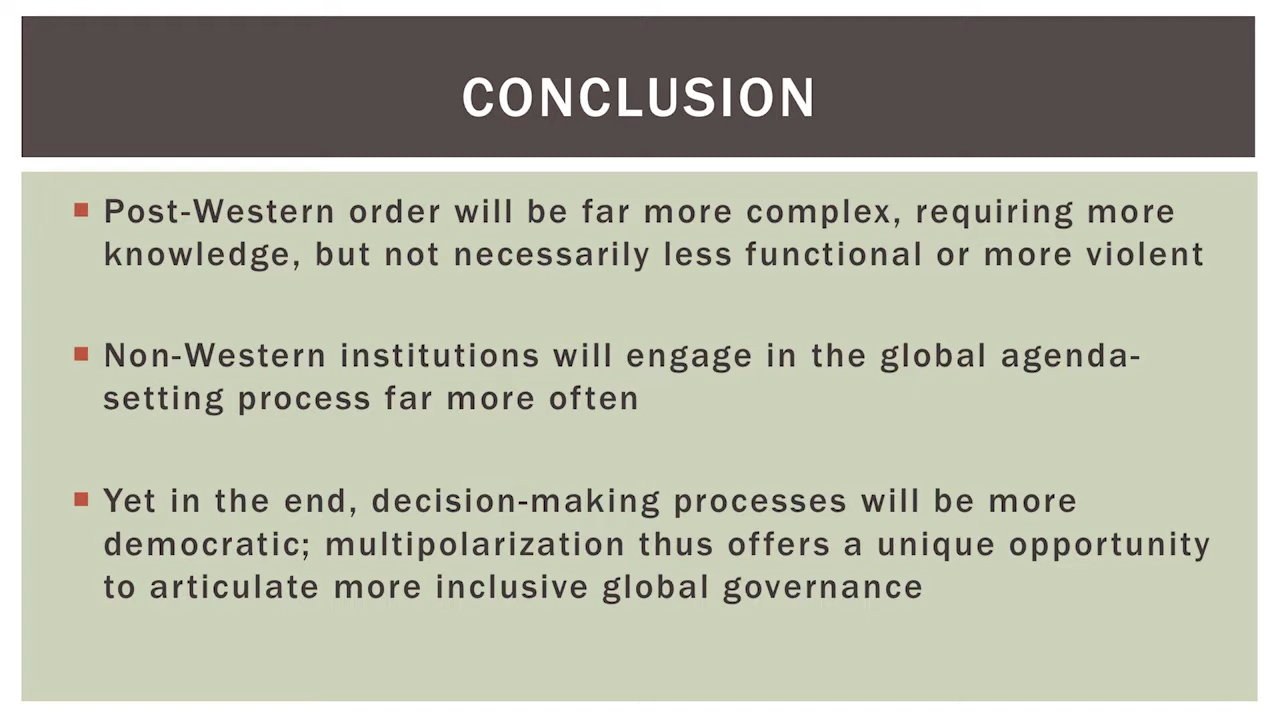 CONCLUSION
Post-Western order will be far more complex, requiring more
knowledge, but not necessarily less functional or more violent
Non-Western institutions will engage in the global agenda-
setting process far more often
Yet in the end, decision-making processes will be more
democratic; multipolarization thus offers a unique opportunity
to articulate more inclusive global governance